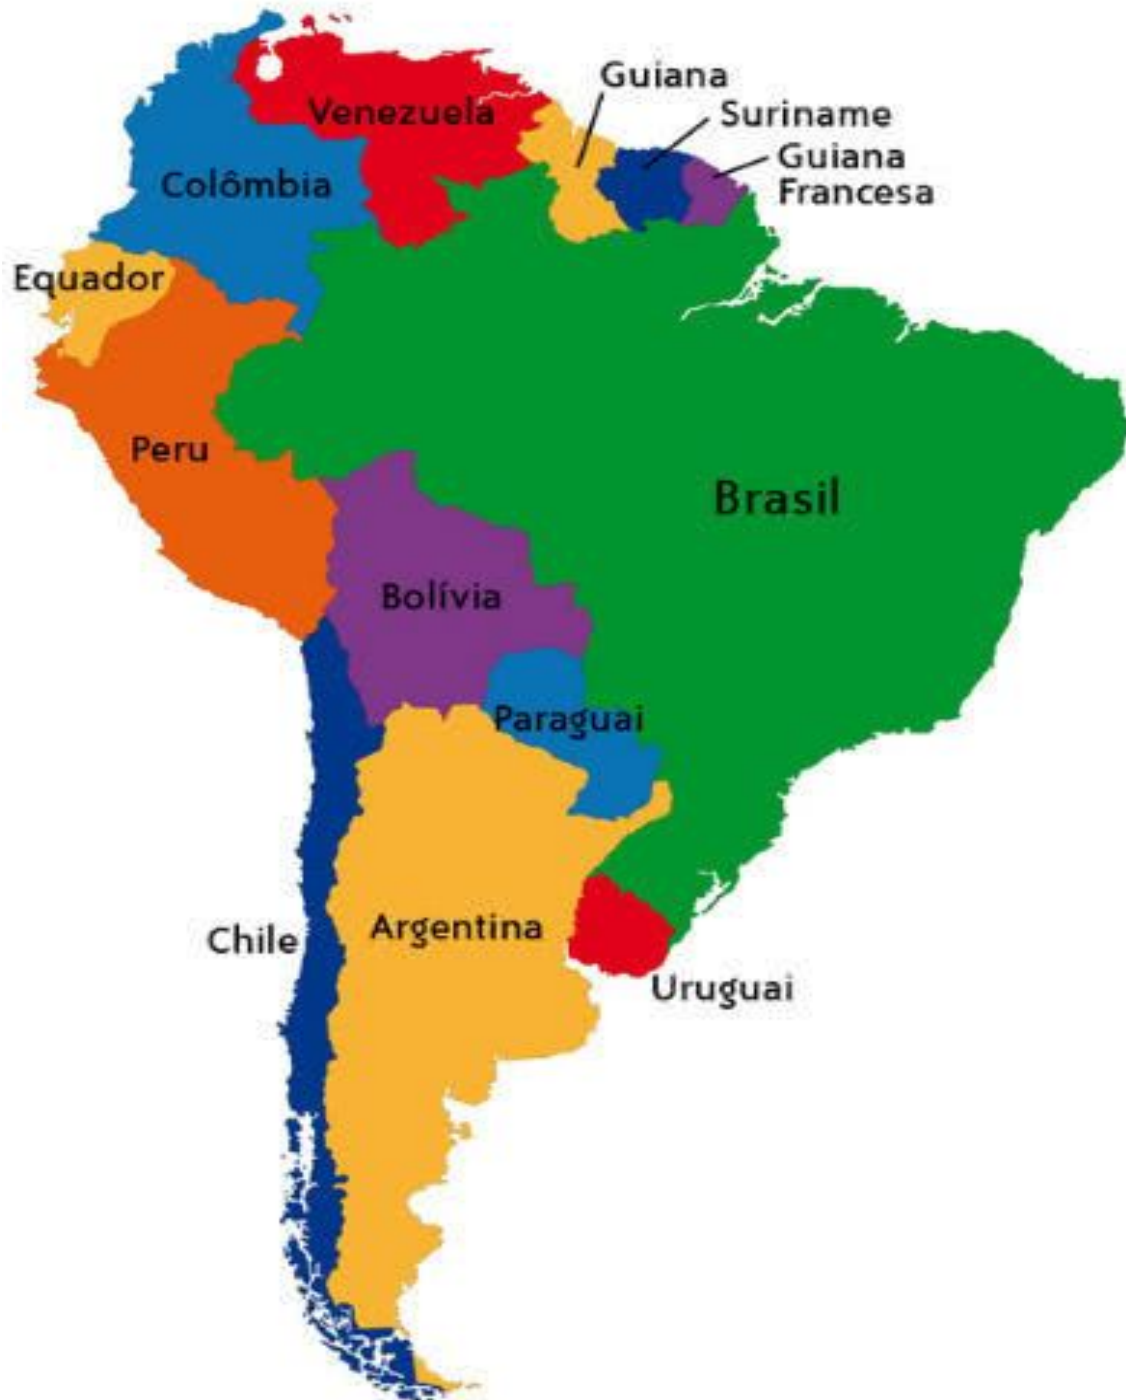 Guiana
Venezuela
Suriname
Guiana
Francesa
Colômbia
Equador
Peru
Brasil
Bolívia
Paraguai
Argentina
Chile
Uruguai